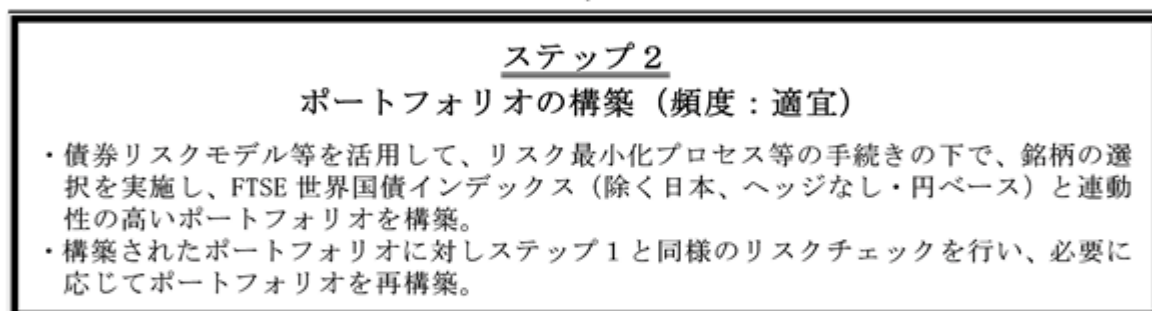 ステップ２
ポートフォリオの構築（頻度：適宜）
・債券リスクモデル等を活用して、リスク最小化プロセス等の手続きの下で、銘柄の選
択を実施し、FTSE 世界国債インデックス（除く日本、ヘッジなし・円ベース）と連動
性の高いポートフォリオを構築。
・構築されたポートフォリオに対しステップ１と同様のリスクチェックを行い、必要に
応じてポートフォリオを再構築。